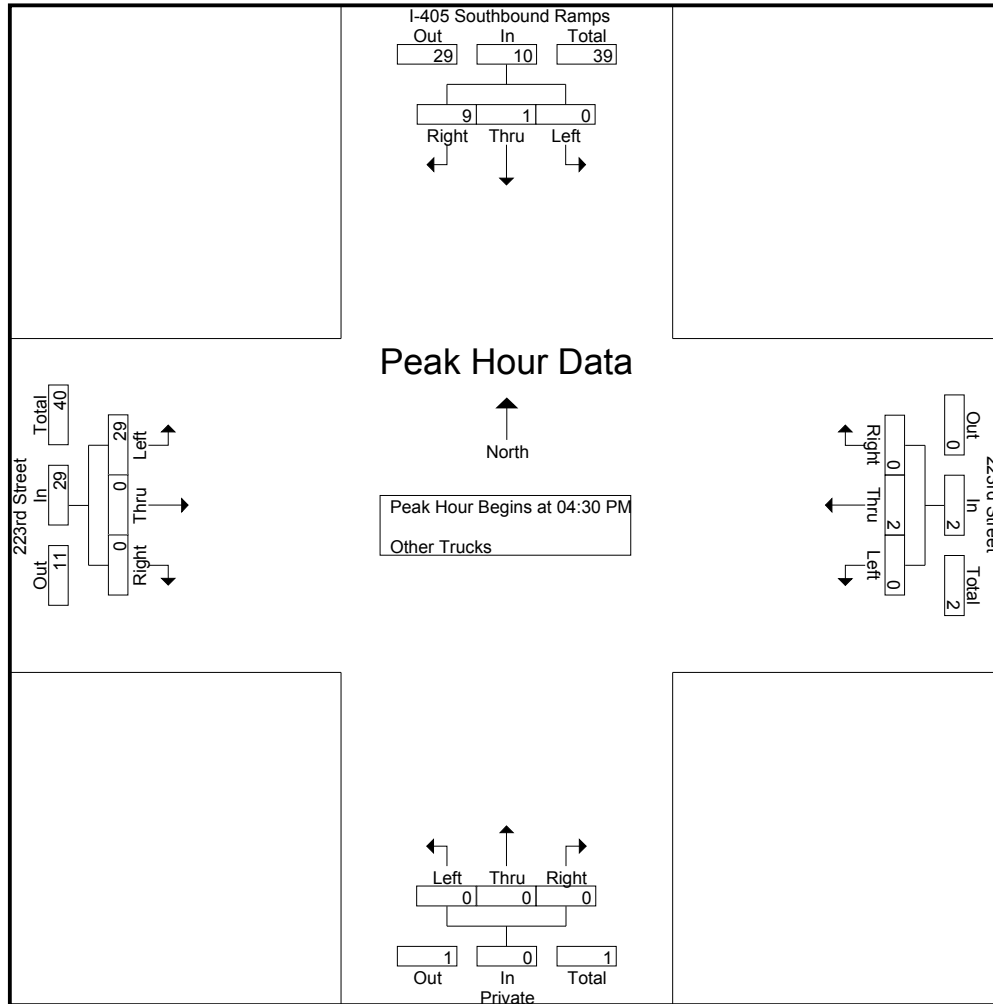 I-405 Southbound Ramps
Out In Total
29 10 39
9 1 0
Right Thru Left
Peak Hour Data
North
Peak Hour Begins at 04:30 PM
Other Trucks
223rd Street
Out In Total
11 29 40
29 0 0
Left Thru Right
223rd Street
Out In Total
0 2 2
0 2 0
Right Thru Left
Left Thru Right
0 0 0
1 0 1
Out In Total
Private